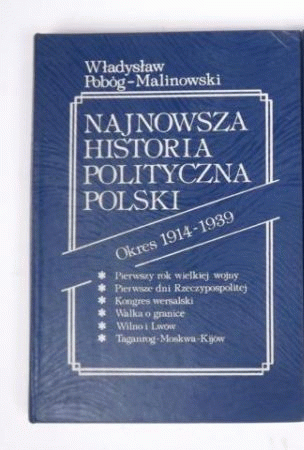 Władysław
Pobóg-Malinowski
NAJNOWSZA
HISTORIA
POLITYCZNA
POLSKI
Okres 1914-1939
* Pierwszy rok wielkiej wojny
* Pierwsze dni Rzeczypospolitej
* Kongres wersalski
* Walka o granice
* Wilno i Lwów
* Taganrog-Moskwa-Kijów